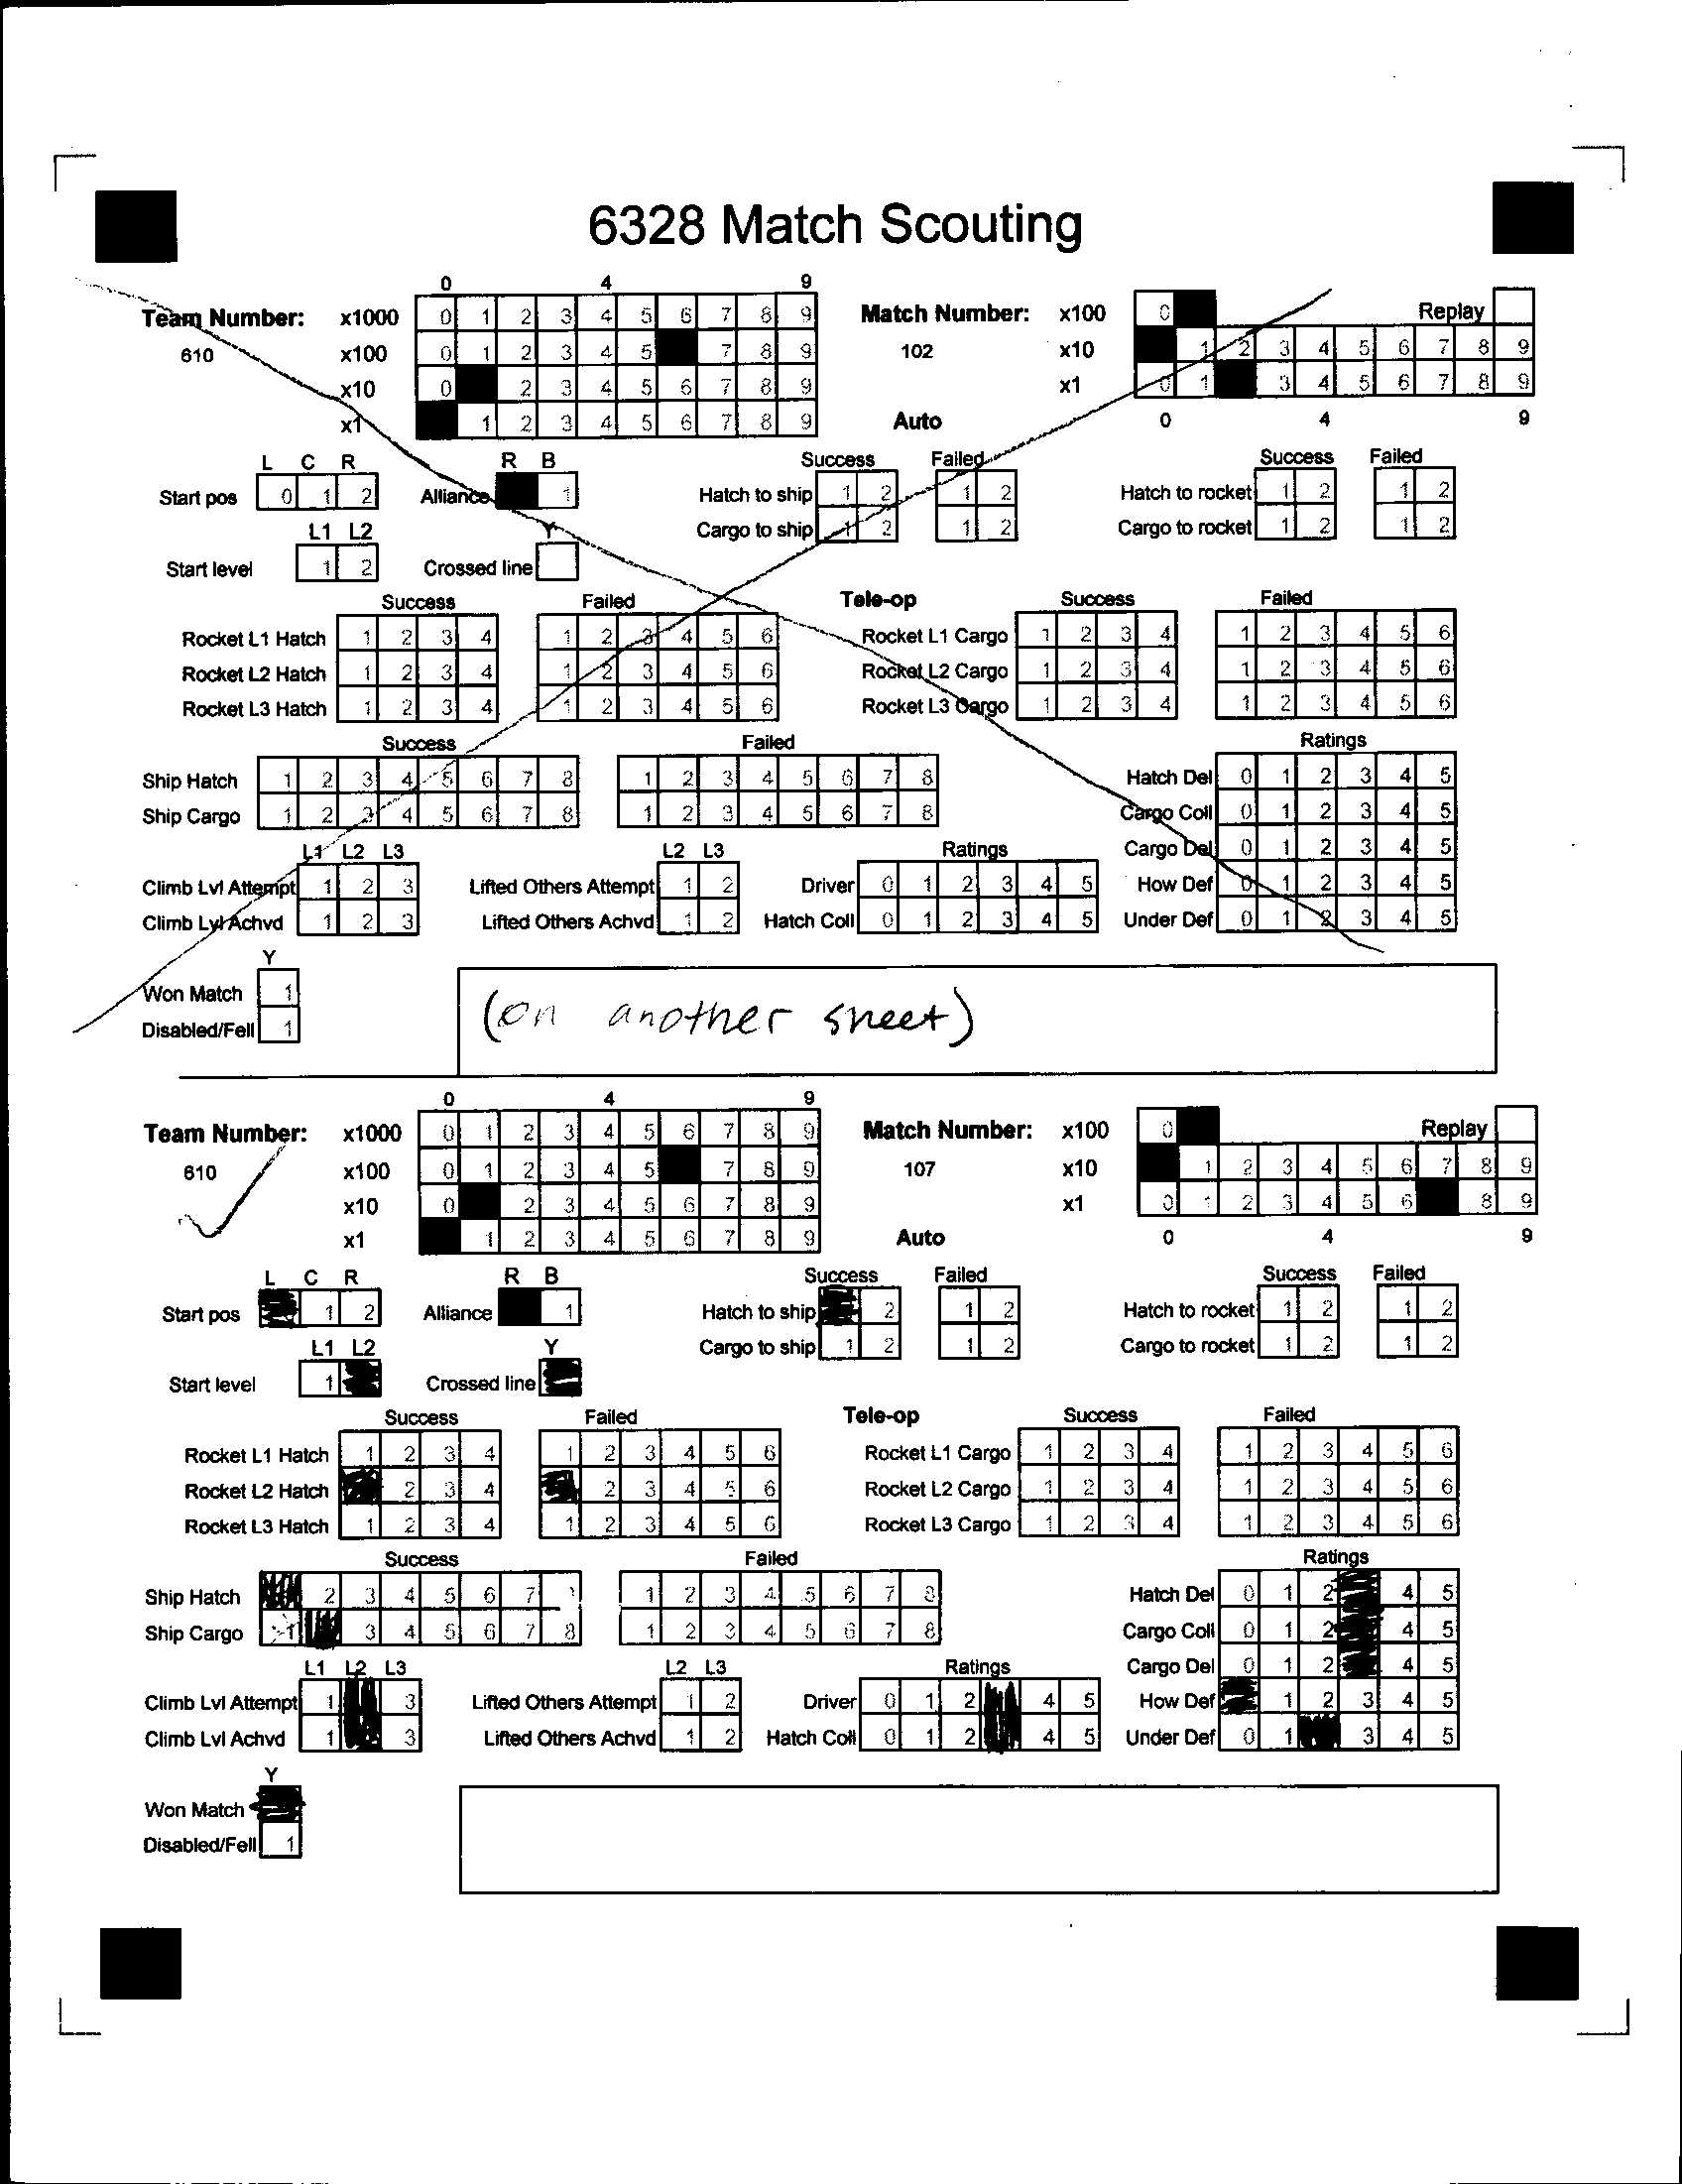 6328 Match Scouting
0 4 9
Team Number: x1000 0 1 2 3 4 5 6 7 8 9 Match Number: x100 0 Replay
610 x100 0 1 2 3 4 5 7 8 9 102 x10 1 2 3 4 5 6 7 8 9
x10 0 2 3 4 5 6 7 8 9 x1 0 1 3 4 5 6 7 8 9
x1 1 2 3 4 5 6 7 8 9 Auto 0 4 9
L C R R B Success Failed Success Failed
Start pos 0 1 2 Alliance 1 Hatch to ship 1 2 1 2 Hatch to rocket 1 2 1 2
L1 L2 Y Cargo to ship 1 2 1 2 Cargo to rocket 1 2 1 2
Start level 1 2 Crossed line
Success Failed Tele-op Success Failed
Rocket L1 Hatch 1 2 3 4 1 2 3 4 5 6 Rocket L1 Cargo 1 2 3 4 1 2 3 4 5 6
Rocket L2 Hatch 1 2 3 4 1 2 3 4 5 6 Rocket L2 Cargo 1 2 3 4 1 2 3 4 5 6
Rocket L3 Hatch 1 2 3 4 1 2 3 4 5 6 Rocket L3 Cargo 1 2 3 4 1 2 3 4 5 6
Success Failed Ratings
Ship Hatch 1 2 3 4 5 6 7 8 1 2 3 4 5 6 7 8 Hatch Del 0 1 2 3 4 5
Ship Cargo 1 2 3 4 5 6 7 8 1 2 3 4 5 6 7 8 Cargo Coll 0 1 2 3 4 5
L1 L2 L3 L2 L3 Ratings Cargo Del 0 1 2 3 4 5
Climb Lvl Attempt 1 2 3 Lifted Others Attempt 1 2 Driver 0 1 2 3 4 5 How Def 0 1 2 3 4 5
Climb Lvl Achvd 1 2 3 Lifted Others Achvd 1 2 Hatch Coll 0 1 2 3 4 5 Under Def 0 1 2 3 4 5
Y
Won Match 1
Disabled/Fell 1
(on another sheet)
0 4 9
Team Number: x1000 0 1 2 3 4 5 6 7 8 9 Match Number: x100 0 Replay
610 x100 0 1 2 3 4 5 7 8 9 107 x10 1 2 3 4 5 6 7 8 9
x10 0 2 3 4 5 6 7 8 9 x1 0 1 2 3 4 5 6 8 9
x1 1 2 3 4 5 6 7 8 9 Auto 0 4 9
L C R R B Success Failed Success Failed
Start pos 1 2 Alliance 1 Hatch to ship 2 1 2 Hatch to rocket 1 2 1 2
L1 L2 Y Cargo to ship 1 2 1 2 Cargo to rocket 1 2 1 2
Start level 1 Crossed line
Success Failed Tele-op Success Failed
Rocket L1 Hatch 1 2 3 4 1 2 3 4 5 6 Rocket L1 Cargo 1 2 3 4 1 2 3 4 5 6
Rocket L2 Hatch 2 3 4 2 3 4 5 6 Rocket L2 Cargo 1 2 3 4 1 2 3 4 5 6
Rocket L3 Hatch 1 2 3 4 1 2 3 4 5 6 Rocket L3 Cargo 1 2 3 4 1 2 3 4 5 6
Success Failed Ratings
Ship Hatch 2 3 4 5 6 7 1 2 3 4 5 6 7 8 Hatch Del 0 1 2 4 5
Ship Cargo 1 3 4 5 6 7 8 1 2 3 4 5 6 7 8 Cargo Coll 0 1 2 4 5
L1 L2 L3 L2 L3 Ratings Cargo Del 0 1 2 4 5
Climb Lvl Attempt 1 3 Lifted Others Attempt 1 2 Driver 0 1 2 4 5 How Def 1 2 3 4 5
Climb Lvl Achvd 1 3 Lifted Others Achvd 1 2 Hatch Coll 0 1 2 4 5 Under Def 0 1 3 4 5
Y
Won Match
Disabled/Fell 1